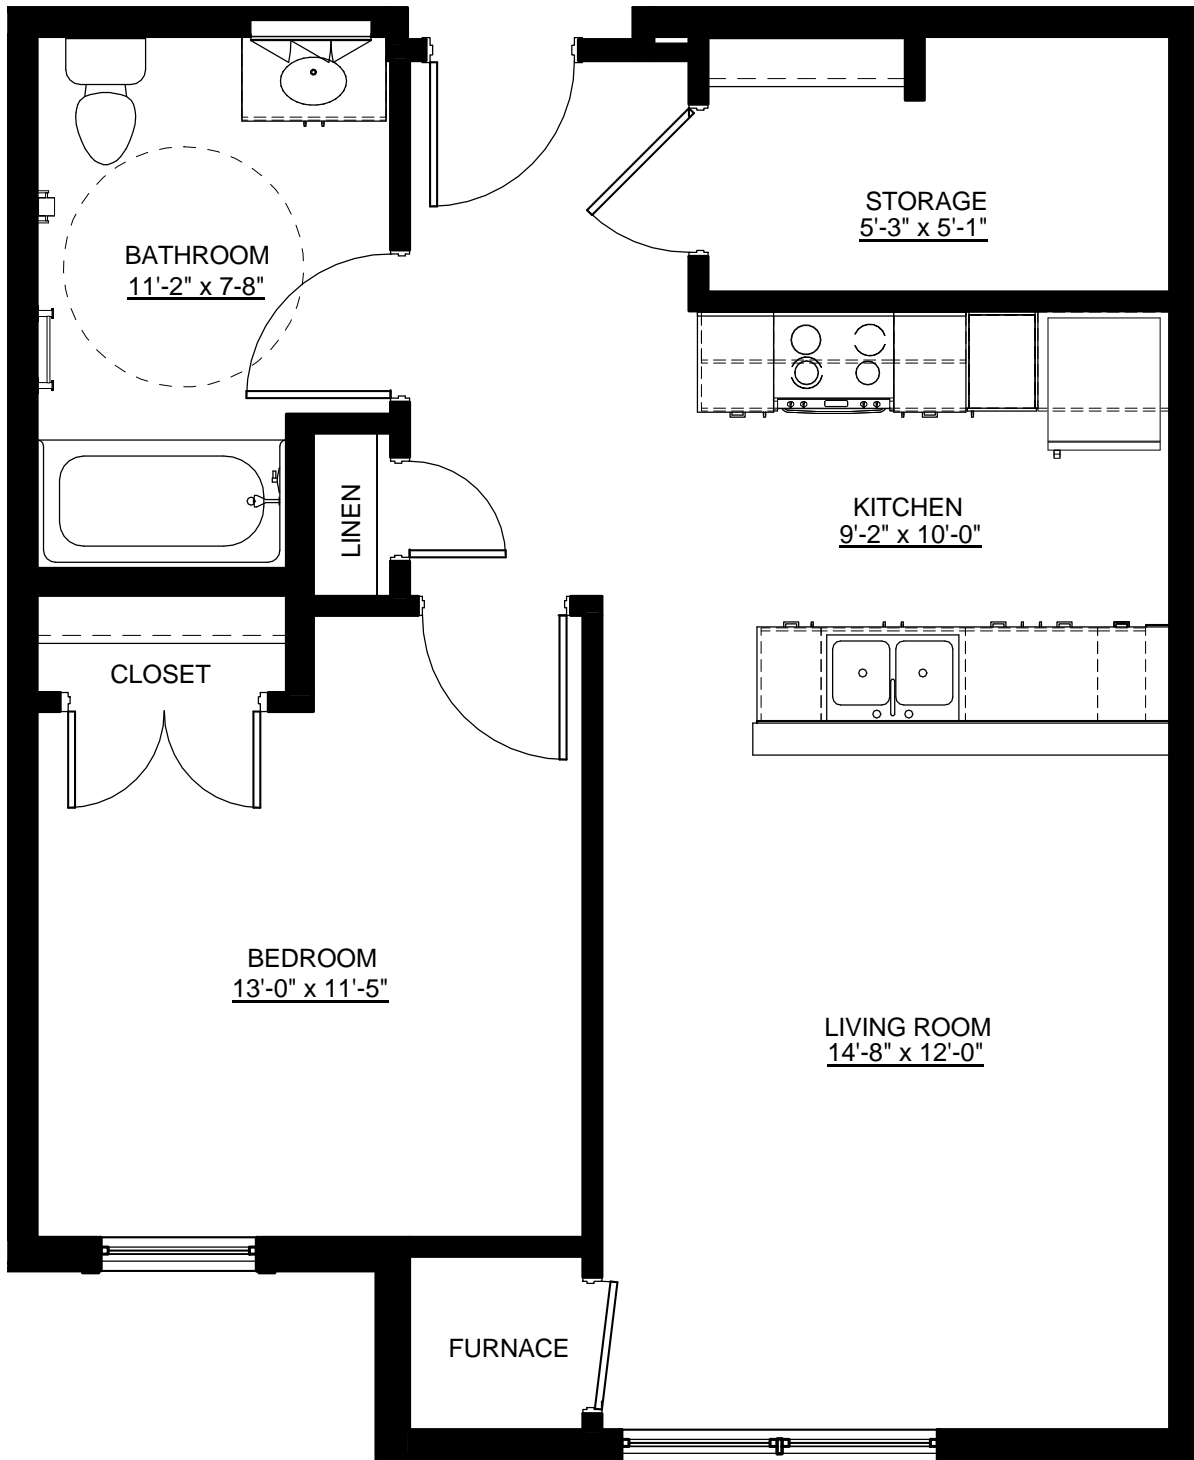 STORAGE
5'-3" x 5'-1"
BATHROOM
11'-2" x 7-8"
LINEN
KITCHEN
9'-2" x 10'-0"
CLOSET
BEDROOM
13'-0" x 11'-5"
LIVING ROOM
14'-8" x 12'-0"
FURNACE